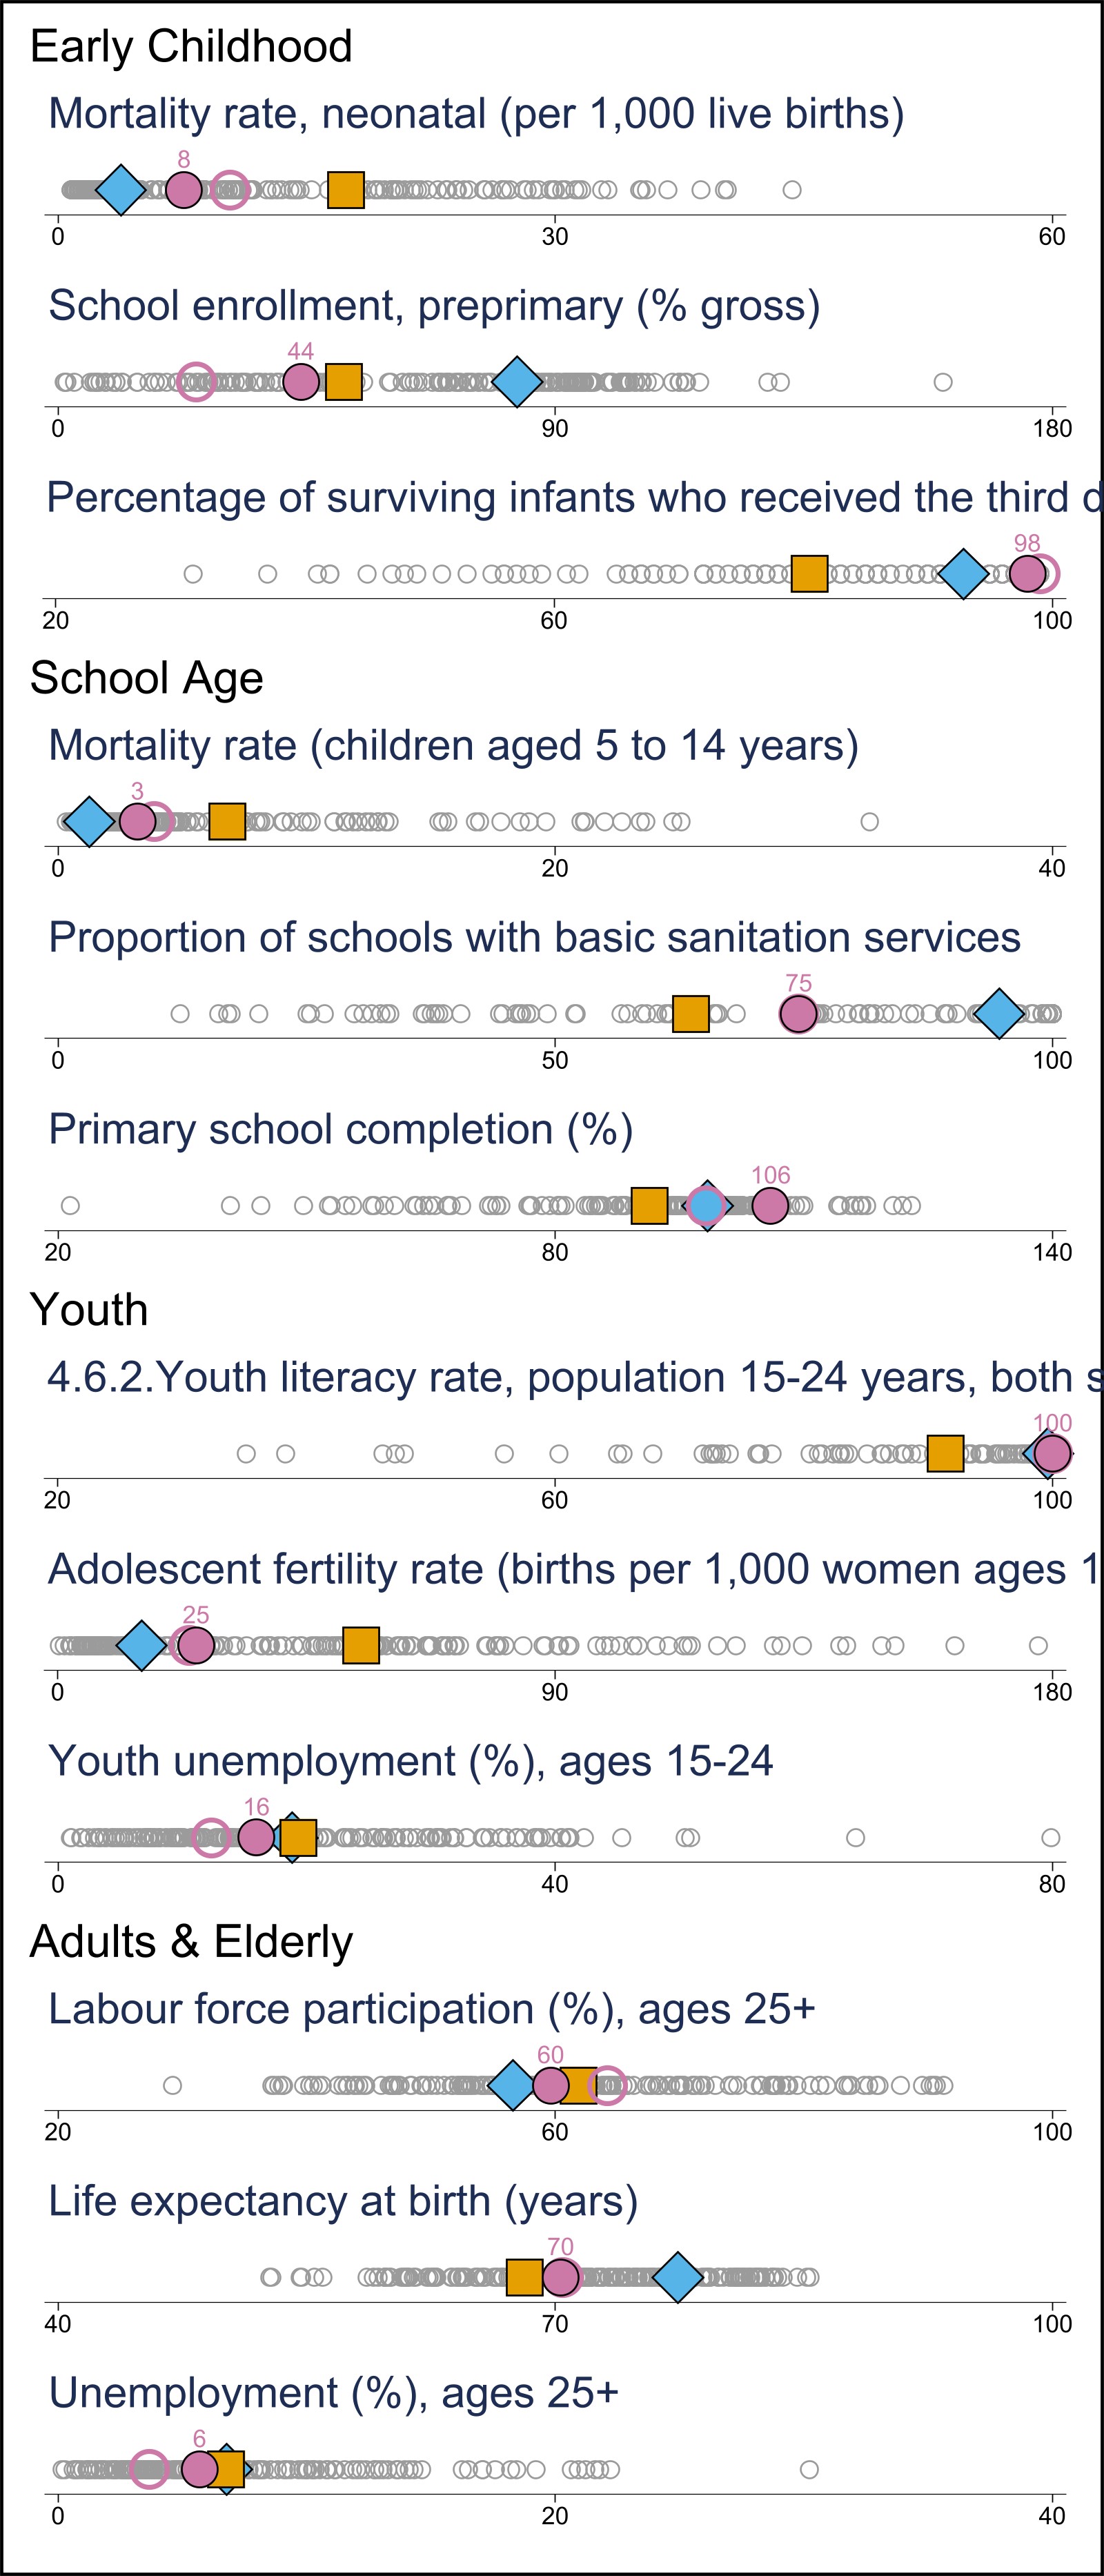 Early Childhood
Mortality rate, neonatal (per 1,000 live births)
8
0 30 60
School enrollment, preprimary (% gross)
44
0 90 180
Percentage of surviving infants who received the third d
98
20 60 100
School Age
Mortality rate (children aged 5 to 14 years)
3
0 20 40
Proportion of schools with basic sanitation services
75
0 50 100
Primary school completion (%)
106
20 80 140
Youth
4.6.2.Youth literacy rate, population 15-24 years, both s
100
20 60 100
Adolescent fertility rate (births per 1,000 women ages 1
25
0 90 180
Youth unemployment (%), ages 15-24
16
0 40 80
Adults & Elderly
Labour force participation (%), ages 25+
60
20 60 100
Life expectancy at birth (years)
70
40 70 100
Unemployment (%), ages 25+
6
0 20 40